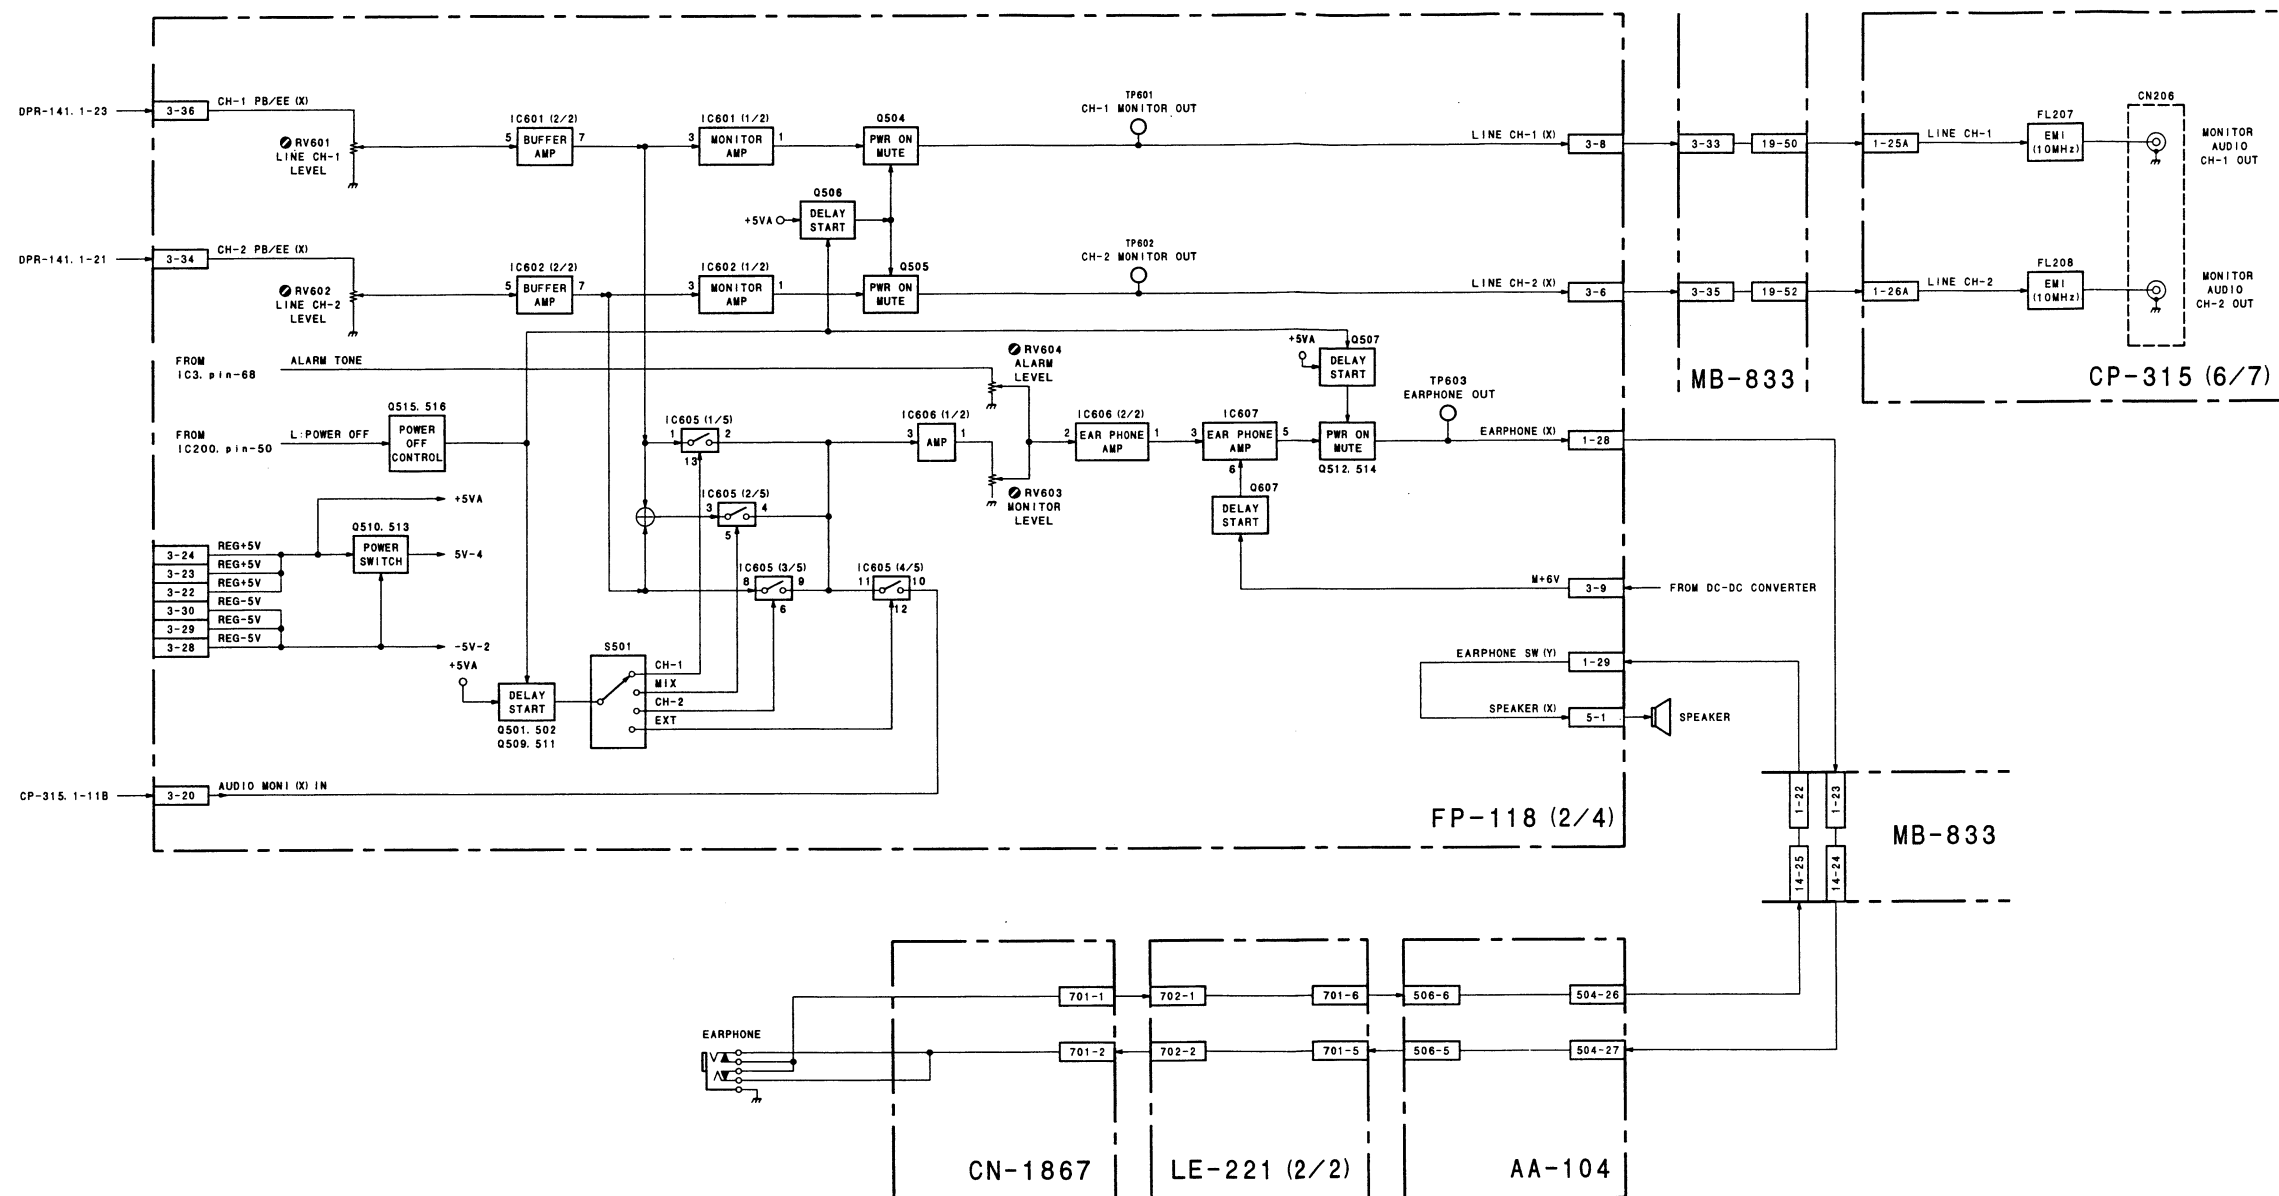 DPR-141. 1-23
3-36
CH-1 PB/EE (X)
RV601
LINE CH-1
LEVEL
IC601 (2/2)
5
BUFFER
AMP
7
IC601 (1/2)
3
MONITOR
AMP
1
Q504
PWR ON
MUTE
TP601
CH-1 MONITOR OUT
LINE CH-1 (X)
3-8
3-33
19-50
1-25A
LINE CH-1
FL207
EMI
(10MHz)
CN206
MONITOR
AUDIO
CH-1 OUT
+5VA
Q506
DELAY
START
DPR-141. 1-21
3-34
CH-2 PB/EE (X)
RV602
LINE CH-2
LEVEL
IC602 (2/2)
5
BUFFER
AMP
7
IC602 (1/2)
3
MONITOR
AMP
1
Q505
PWR ON
MUTE
TP602
CH-2 MONITOR OUT
LINE CH-2 (X)
3-6
3-35
19-52
1-26A
LINE CH-2
FL208
EMI
(10MHz)
MONITOR
AUDIO
CH-2 OUT
MB-833
CP-315 (6/7)
FROM
IC3. pin-68
ALARM TONE
RV604
ALARM
LEVEL
+5VA
Q507
DELAY
START
TP603
EARPHONE OUT
FROM
IC200. pin-50
L:POWER OFF
Q515. 516
POWER
OFF
CONTROL
IC605 (1/5)
1
2
13
IC606 (1/2)
3
AMP
1
IC606 (2/2)
2
EAR PHONE
AMP
1
IC607
3
EAR PHONE
AMP
5
6
PWR ON
MUTE
Q512. 514
EARPHONE (X)
1-28
RV603
MONITOR
LEVEL
Q607
DELAY
START
IC605 (2/5)
3
4
5
+5VA
Q510. 513
POWER
SWITCH
5V-4
3-24
REG+5V
3-23
REG+5V
3-22
REG+5V
3-30
REG-5V
3-29
REG-5V
3-28
REG-5V
-5V-2
IC605 (3/5)
8
9
6
IC605 (4/5)
11
10
12
M+6V
3-9
FROM DC-DC CONVERTER
+5VA
DELAY
START
Q501. 502
Q509. 511
S501
CH-1
MIX
CH-2
EXT
EARPHONE SW (Y)
1-29
SPEAKER (X)
5-1
SPEAKER
CP-315. 1-11B
3-20
AUDIO MONI (X) IN
FP-118 (2/4)
1-22
1-23
14-25
14-24
MB-833
EARPHONE
701-1
702-1
701-6
506-6
504-26
701-2
702-2
701-5
506-5
504-27
CN-1867
LE-221 (2/2)
AA-104